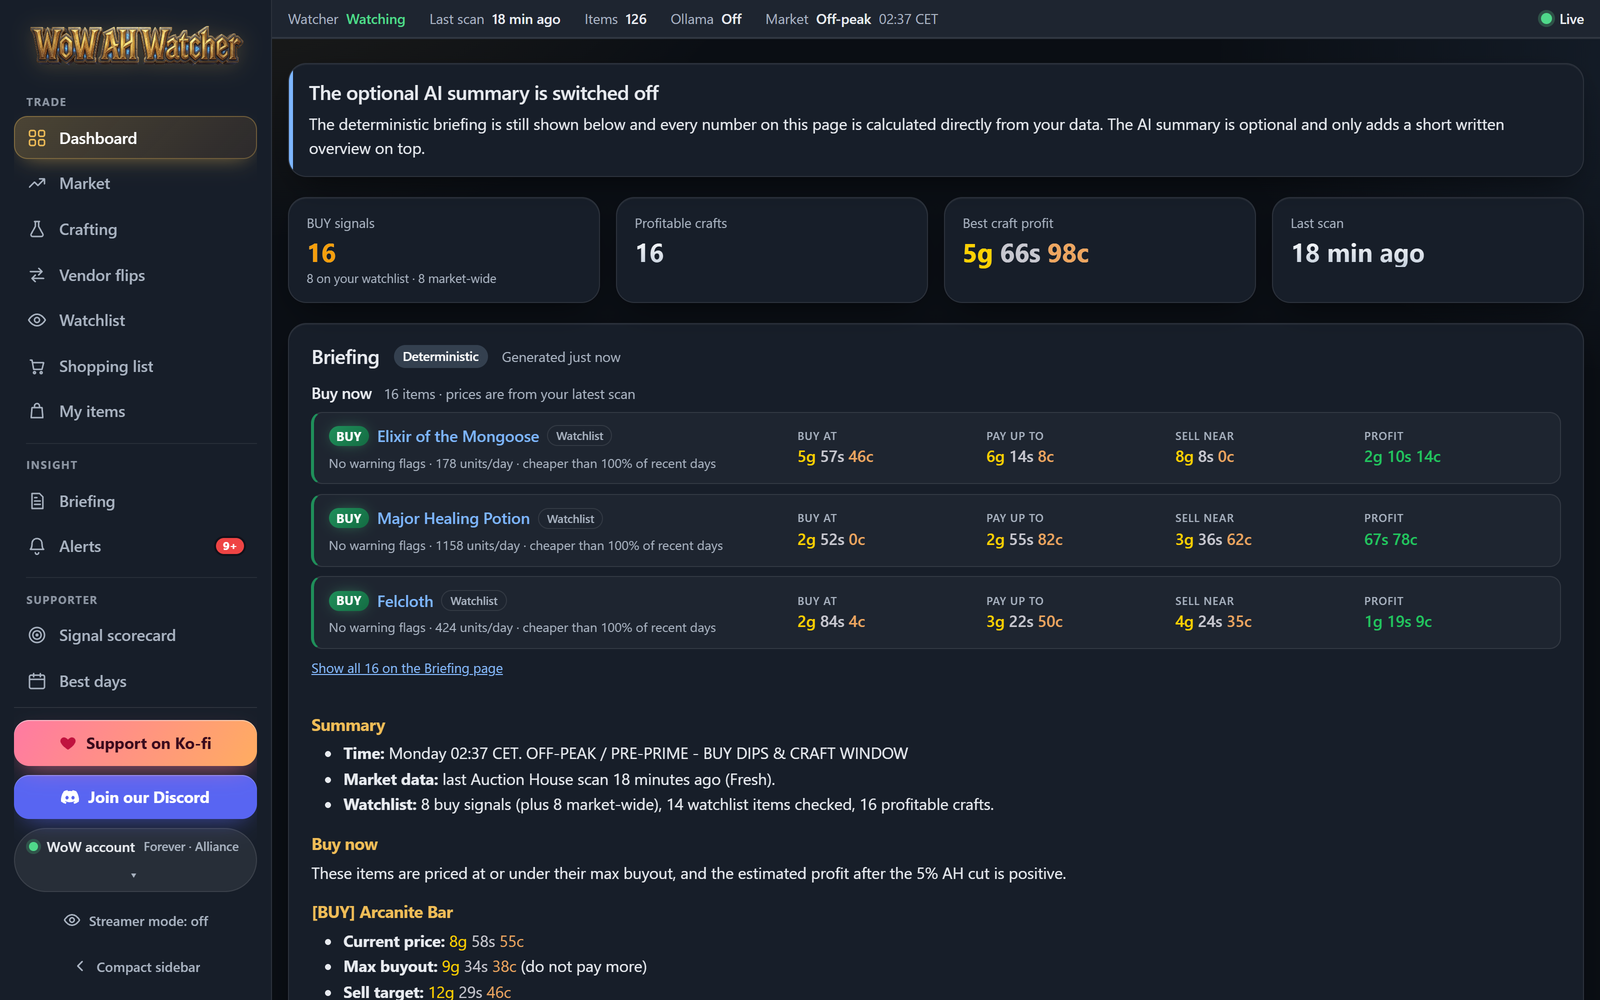 WoW AH Watcher
Watcher Watching Last scan 18 min ago Items 126 Ollama Off Market Off-peak 02:37 CET Live
TRADE
Dashboard
Market
Crafting
Vendor flips
Watchlist
Shopping list
My items
INSIGHT
Briefing
Alerts 9+
SUPPORTER
Signal scorecard
Best days
Support on Ko-fi
Join our Discord
WoW account Forever · Alliance
Streamer mode: off
Compact sidebar
The optional AI summary is switched off
The deterministic briefing is still shown below and every number on this page is calculated directly from your data. The AI summary is optional and only adds a short written
overview on top.
BUY signals
16
8 on your watchlist · 8 market-wide
Profitable crafts
16
Best craft profit
5g 66s 98c
Last scan
18 min ago
Briefing Deterministic Generated just now
Buy now 16 items · prices are from your latest scan
BUY Elixir of the Mongoose Watchlist BUY AT PAY UP TO SELL NEAR PROFIT
No warning flags · 178 units/day · cheaper than 100% of recent days 5g 57s 46c 6g 14s 8c 8g 8s 0c 2g 10s 14c
BUY Major Healing Potion Watchlist BUY AT PAY UP TO SELL NEAR PROFIT
No warning flags · 1158 units/day · cheaper than 100% of recent days 2g 52s 0c 2g 55s 82c 3g 36s 62c 67s 78c
BUY Felcloth Watchlist BUY AT PAY UP TO SELL NEAR PROFIT
No warning flags · 424 units/day · cheaper than 100% of recent days 2g 84s 4c 3g 22s 50c 4g 24s 35c 1g 19s 9c
Show all 16 on the Briefing page
Summary
• Time: Monday 02:37 CET. OFF-PEAK / PRE-PRIME - BUY DIPS & CRAFT WINDOW
• Market data: last Auction House scan 18 minutes ago (Fresh).
• Watchlist: 8 buy signals (plus 8 market-wide), 14 watchlist items checked, 16 profitable crafts.
Buy now
These items are priced at or under their max buyout, and the estimated profit after the 5% AH cut is positive.
[BUY] Arcanite Bar
• Current price: 8g 58s 55c
• Max buyout: 9g 34s 38c (do not pay more)
• Sell target: 12g 29s 46c